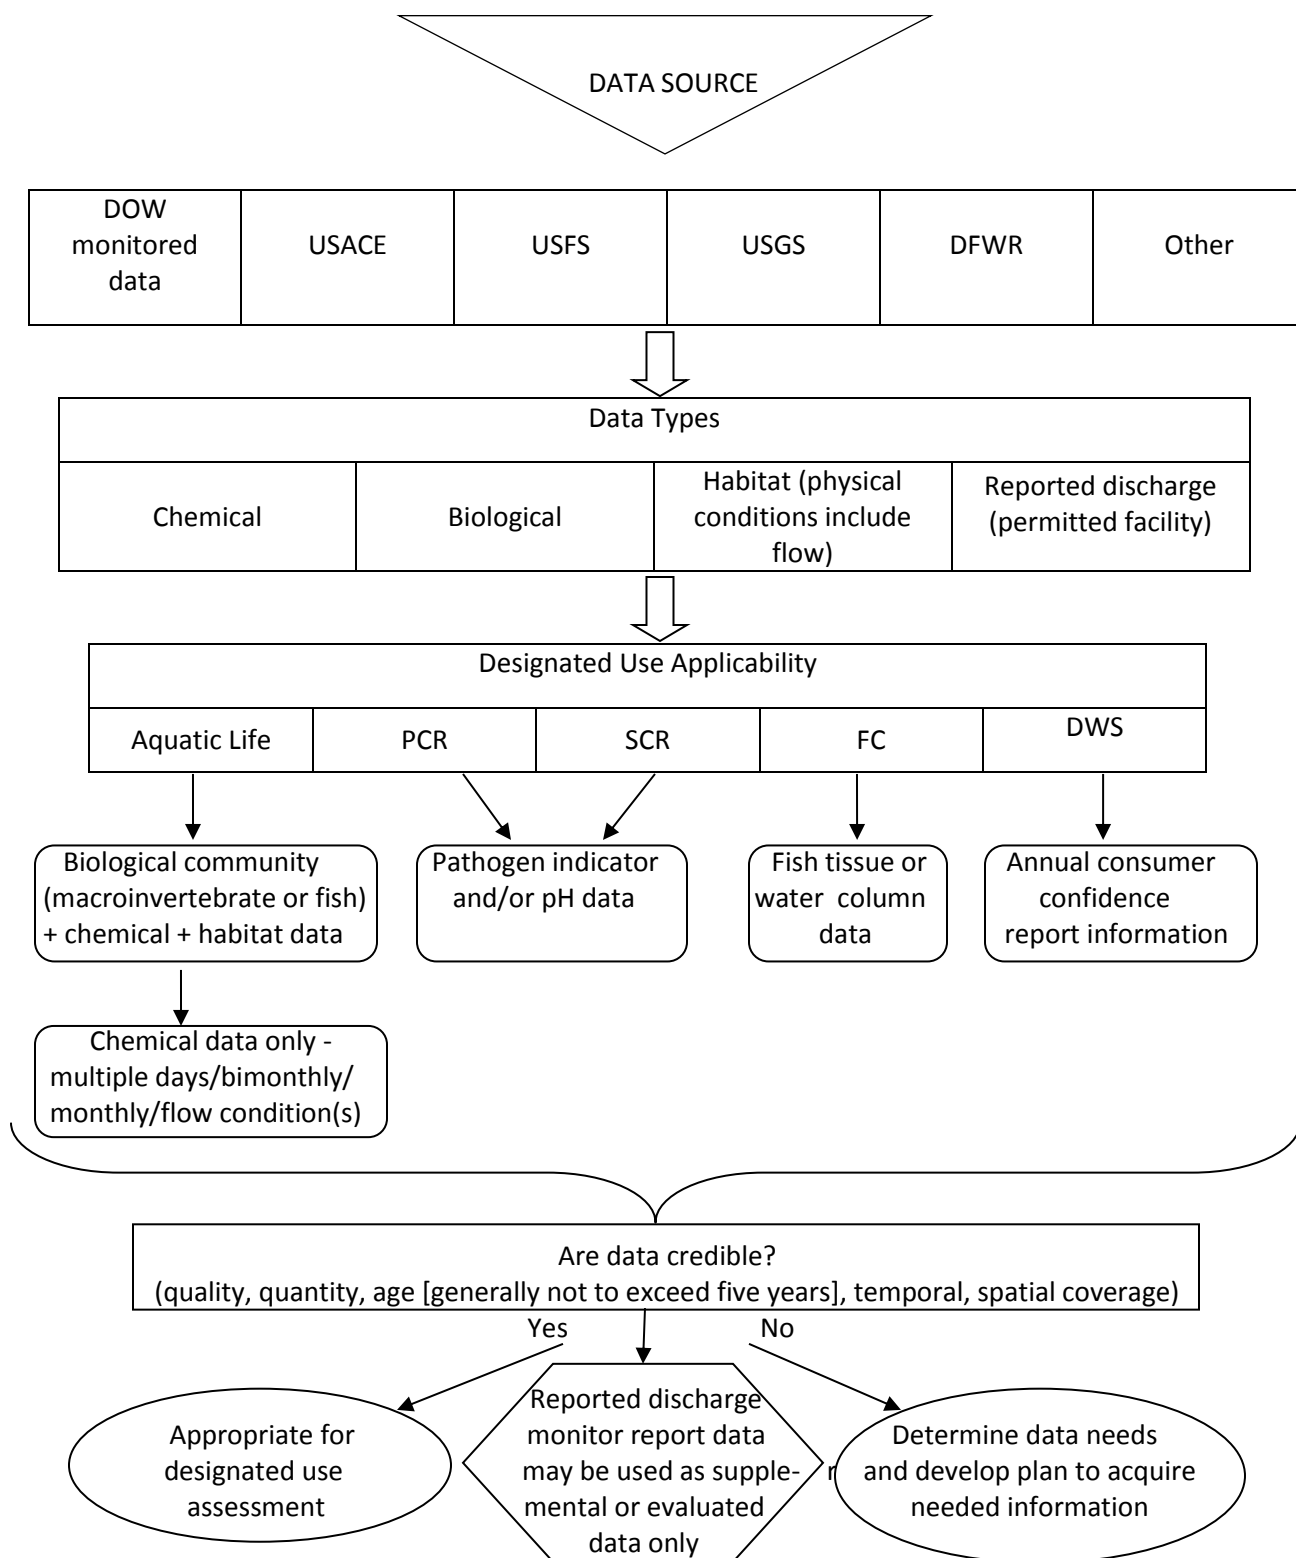 DATA SOURCE
DOW
monitored
data
USACE
USFS
USGS
DFWR
Other
Data Types
Chemical
Biological
Habitat (physical
conditions include
flow)
Reported discharge
(permitted facility)
Designated Use Applicability
Aquatic Life
PCR
SCR
FC
DWS
Biological community
(macroinvertebrate or fish)
+ chemical + habitat data
Pathogen indicator
and/or pH data
Fish tissue or
water column
data
Annual consumer
confidence
report information
Chemical data only -
multiple days/bimonthly/
monthly/flow condition(s)
Are data credible?
(quality, quantity, age [generally not to exceed five years], temporal, spatial coverage)
Yes
No
Appropriate for
designated use
assessment
Reported discharge
monitor report data
may be used as supple-
mental or evaluated
data only
Determine data needs
and develop plan to acquire
needed information